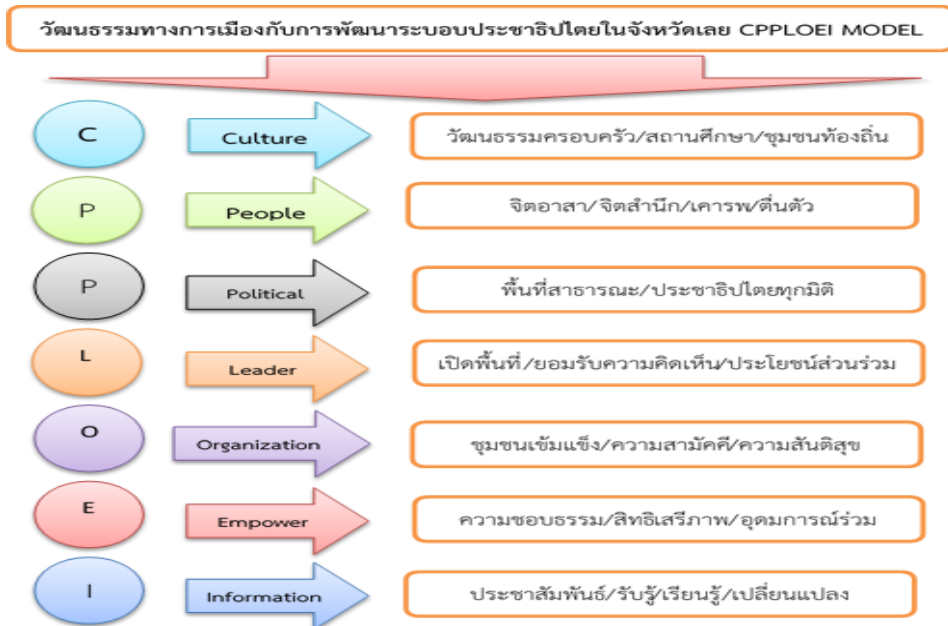 วัฒนธรรมทางการเมืองกับการพัฒนาระบอบประชาธิปไตยในจังหวัดเลย CPPLOEI MODEL
C Culture วัฒนธรรมครอบครัว/สถานศึกษา/ชุมชนท้องถิ่น
P People จิตอาสา/จิตสำนึก/เคารพ/ตื่นตัว
P Political พื้นที่สาธารณะ/ประชาธิปไตยทุกมิติ
L Leader เปิดพื้นที่/ยอมรับความคิดเห็น/ประโยชน์ส่วนร่วม
O Organization ชุมชนเข้มแข็ง/ความสามัคคี/ความสันติสุข
E Empower ความชอบธรรม/สิทธิเสรีภาพ/อุดมการณ์ร่วม
I Information ประชาสัมพันธ์/รับรู้/เรียนรู้/เปลี่ยนแปลง